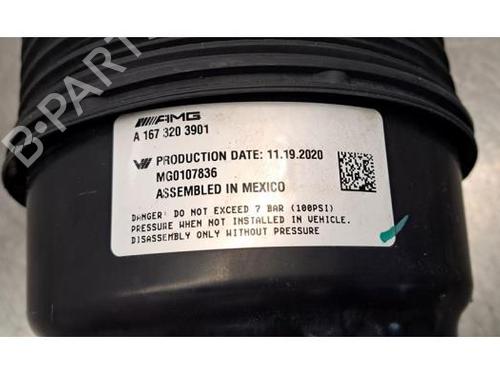 AMG
A 167 320 3901
PRODUCTION DATE: 11.19.2020
MG0107836
ASSEMBLED IN MEXICO
DANGER: DO NOT EXCEED 7 BAR (100PSI)
PRESSURE WHEN NOT INSTALLED IN VEHICLE.
DISASSEMBLY ONLY WITHOUT PRESSURE
B-PARTS